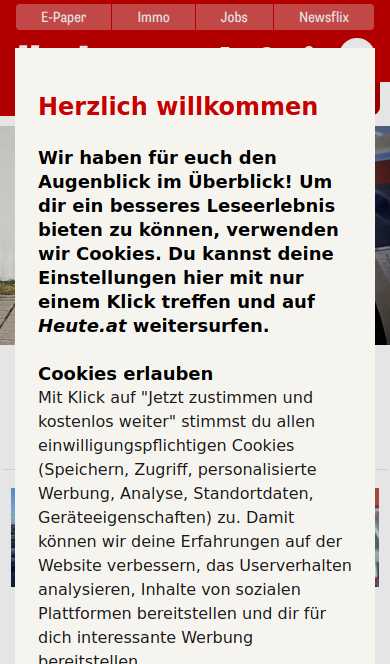 E-Paper Immo Jobs Newsflix
Herzlich willkommen
Wir haben für euch den
Augenblick im Überblick! Um
dir ein besseres Leseerlebnis
bieten zu können, verwenden
wir Cookies. Du kannst deine
Einstellungen hier mit nur
einem Klick treffen und auf
Heute.at weitersurfen.
Cookies erlauben
Mit Klick auf "Jetzt zustimmen und
kostenlos weiter" stimmst du allen
einwilligungspflichtigen Cookies
(Speichern, Zugriff, personalisierte
Werbung, Analyse, Standortdaten,
Geräteeigenschaften) zu. Damit
können wir deine Erfahrungen auf der
Website verbessern, das Userverhalten
analysieren, Inhalte von sozialen
Plattformen bereitstellen und dir für
dich interessante Werbung
bereitstellen